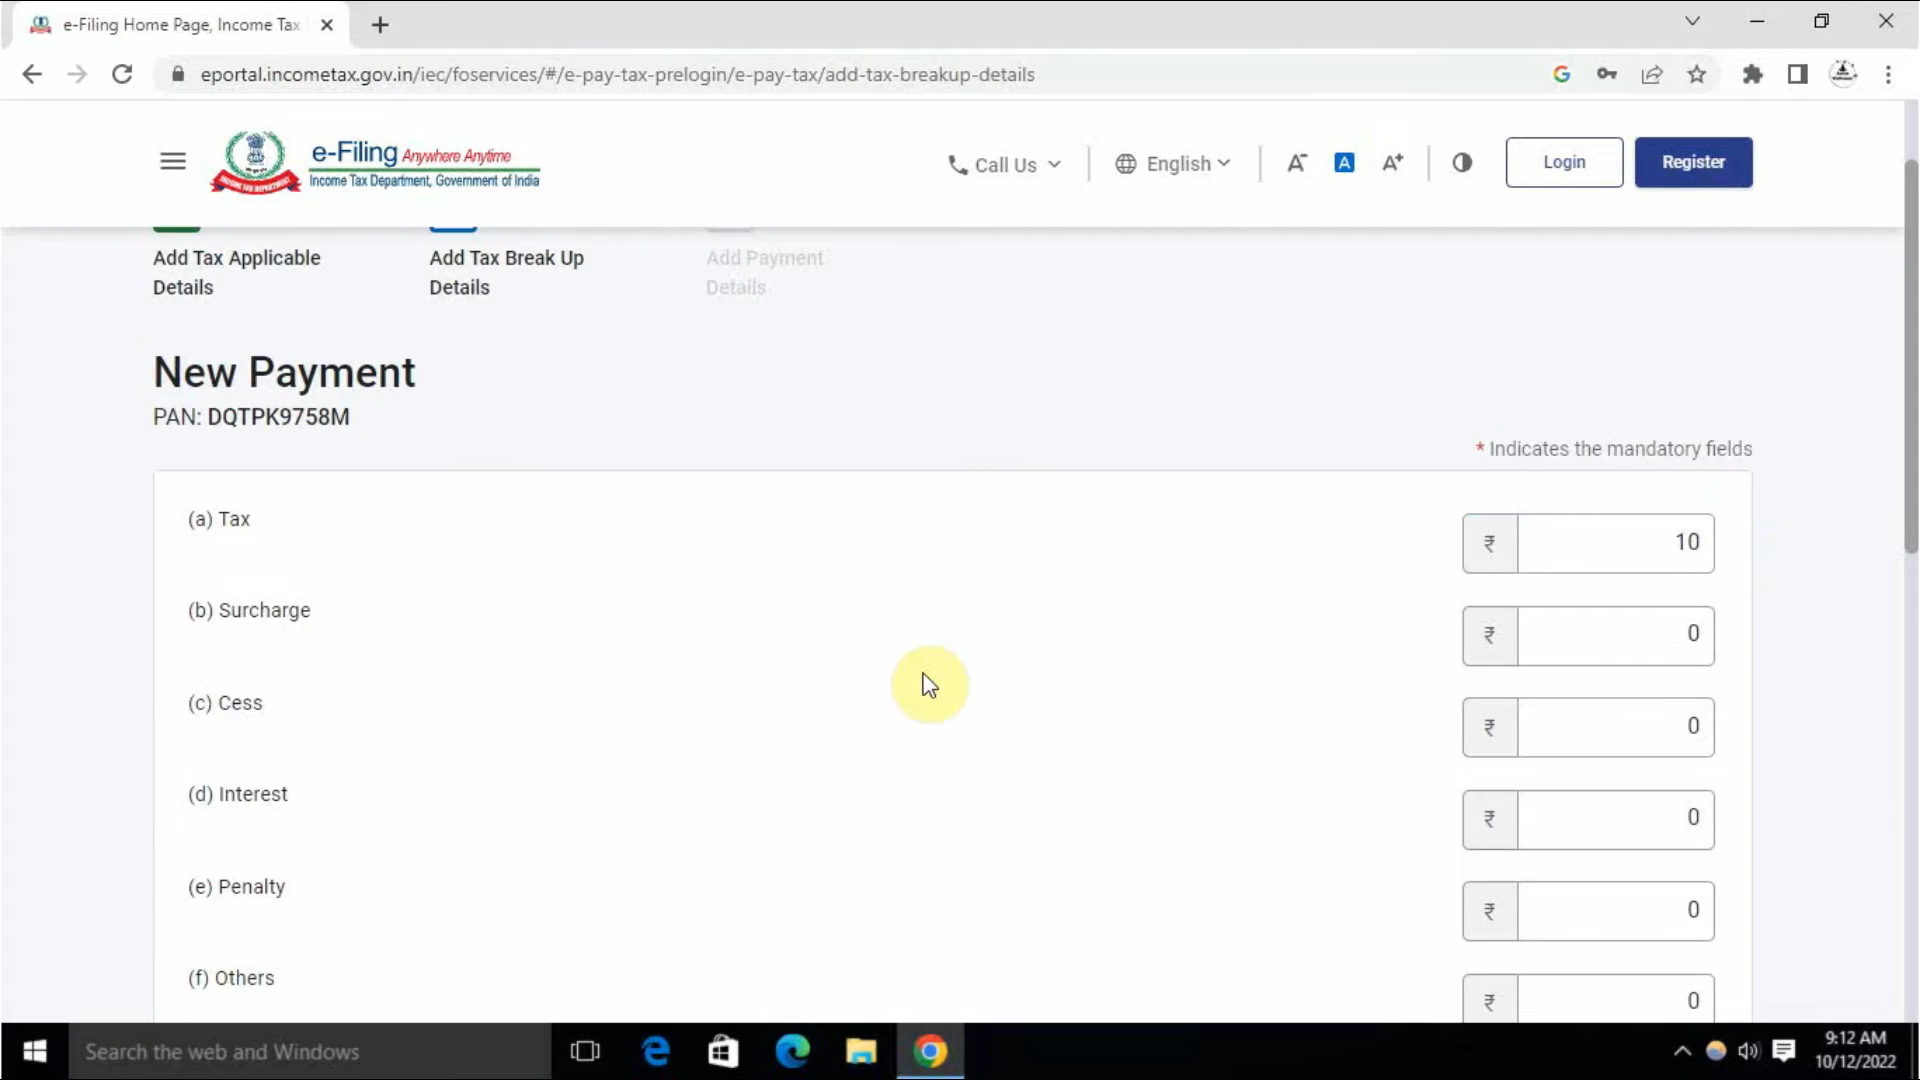 e-Filing Home Page, Income Tax
eportal.incometax.gov.in/iec/foservices/#/e-pay-tax-prelogin/e-pay-tax/add-tax-breakup-details
e-Filing Anywhere Anytime
Income Tax Department, Government of India
Call Us
English
A-
A
A+
Login
Register
Add Tax Applicable
Details
Add Tax Break Up
Details
Add Payment
Details
New Payment
PAN: DQTPK9758M
* Indicates the mandatory fields
(a) Tax
₹ 10
(b) Surcharge
₹ 0
(c) Cess
₹ 0
(d) Interest
₹ 0
(e) Penalty
₹ 0
(f) Others
₹ 0
Search the web and Windows
9:12 AM
10/12/2022